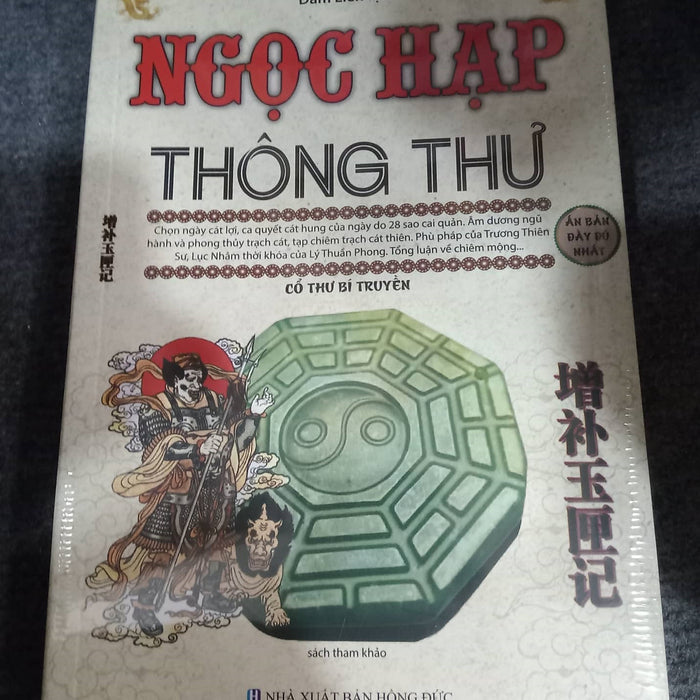 NGỌC HẠP
THÔNG THƯ
增补玉匣记
Chọn ngày cát lợi, ca quyết cát hung của ngày do 28 sao cai quản. Âm dương ngũ
hành và phong thủy trạch cát, tạp chiêm trạch cát thiên. Phù pháp của Trương Thiên
Sư, Lục Nhâm thời khóa của Lý Thuần Phong. Tổng luận về chiêm mộng...
ẤN BẢN
ĐẦY ĐỦ
NHẤT
CỔ THƯ BÍ TRUYỀN
增补玉匣记
sách tham khảo
NHÀ XUẤT BẢN HỒNG ĐỨC